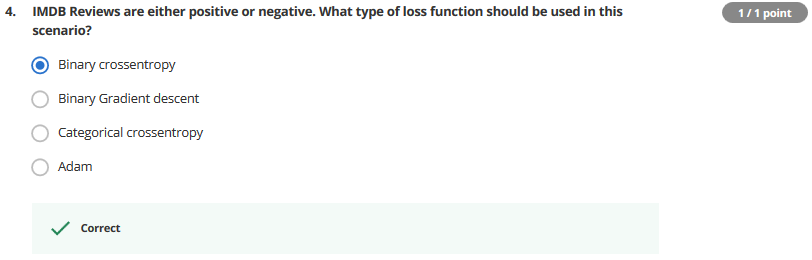 4. IMDB Reviews are either positive or negative. What type of loss function should be used in this
scenario?
1 / 1 point
Binary crossentropy
Binary Gradient descent
Categorical crossentropy
Adam
Correct